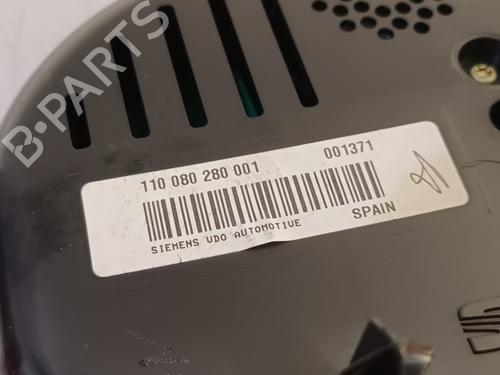 B-PARTS
110 080 280 001 001371
SIEMENS VDO AUTOMOTIVE SPAIN